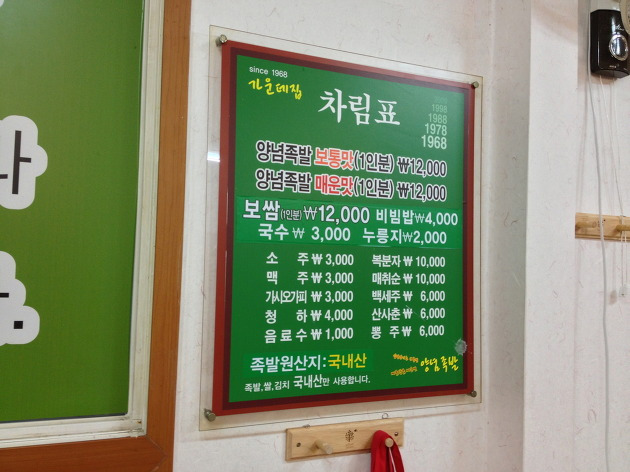 since 1968
가운데집
차림표
1998
1988
1978
1968
양념족발 보통맛(1인분) ₩12,000
양념족발 매운맛(1인분) ₩12,000
보쌈(1인분)₩12,000 비빔밥₩4,000
국수 ₩ 3,000 누룽지₩2,000
소 주 ₩3,000 복분자 ₩ 10,000
맥 주 ₩3,000 매취순 ₩ 10,000
가시오가피 ₩3,000 백세주 ₩ 6,000
청 하 ₩4,000 산사춘 ₩ 6,000
음료수 ₩1,000 뽕 주 ₩ 6,000
족발원산지:국내산
양념족발
족발,쌀,김치 국내산만 사용합니다.
나